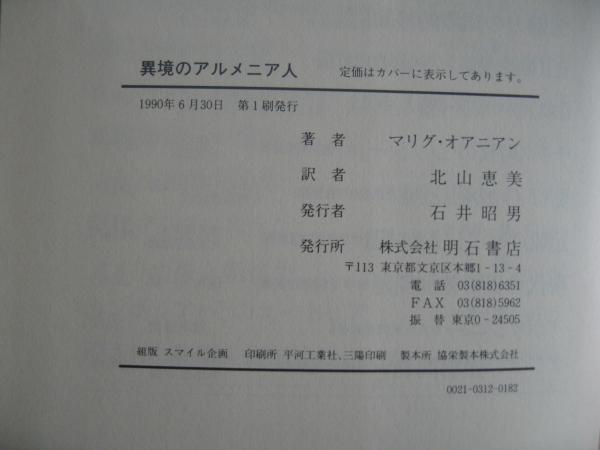 異境のアルメニア人　定価はカバーに表示してあります。
1990年6月30日　第1刷発行
著者　マリグ・オアニアン
訳者　北山恵美
発行者　石井昭男
発行所　株式会社 明石書店
〒113 東京都文京区本郷1-13-4
電話 03(818)6351
FAX 03(818)5962
振替 東京0-24505
組版 スマイル企画　印刷所 平河工業社、三陽印刷　製本所 協栄製本株式会社
0021-0312-0182